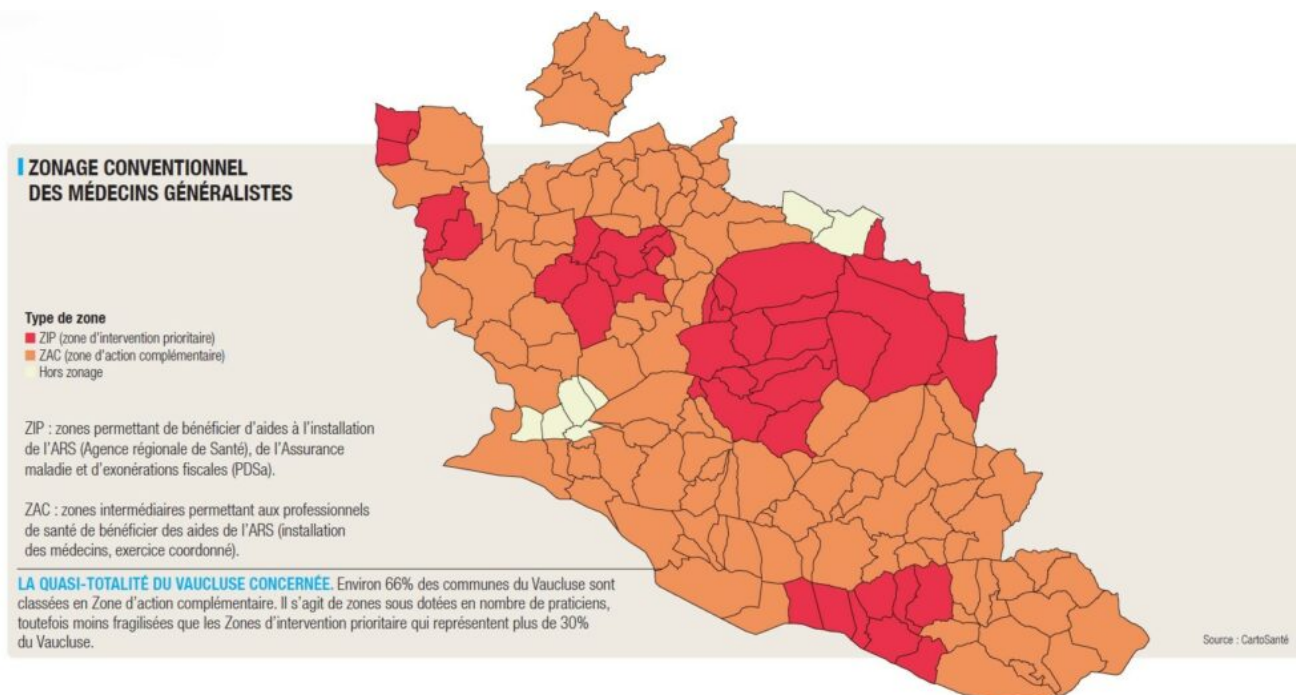 ZONAGE CONVENTIONNEL
DES MÉDECINS GÉNÉRALISTES
Type de zone
ZIP (zone d'intervention prioritaire)
ZAC (zone d'action complémentaire)
Hors zonage
ZIP : zones permettant de bénéficier d'aides à l'installation
de l'ARS (Agence régionale de Santé), de l'Assurance
maladie et d'exonérations fiscales (PDSa).
ZAC : zones intermédiaires permettant aux professionnels
de santé de bénéficier des aides de l'ARS (installation
des médecins, exercice coordonné).
LA QUASI-TOTALITÉ DU VAUCLUSE CONCERNÉE. Environ 66% des communes du Vaucluse sont
classées en Zone d'action complémentaire. Il s'agit de zones sous dotées en nombre de praticiens,
toutefois moins fragilisées que les Zones d'intervention prioritaire qui représentent plus de 30%
du Vaucluse.
Source : CartoSanté